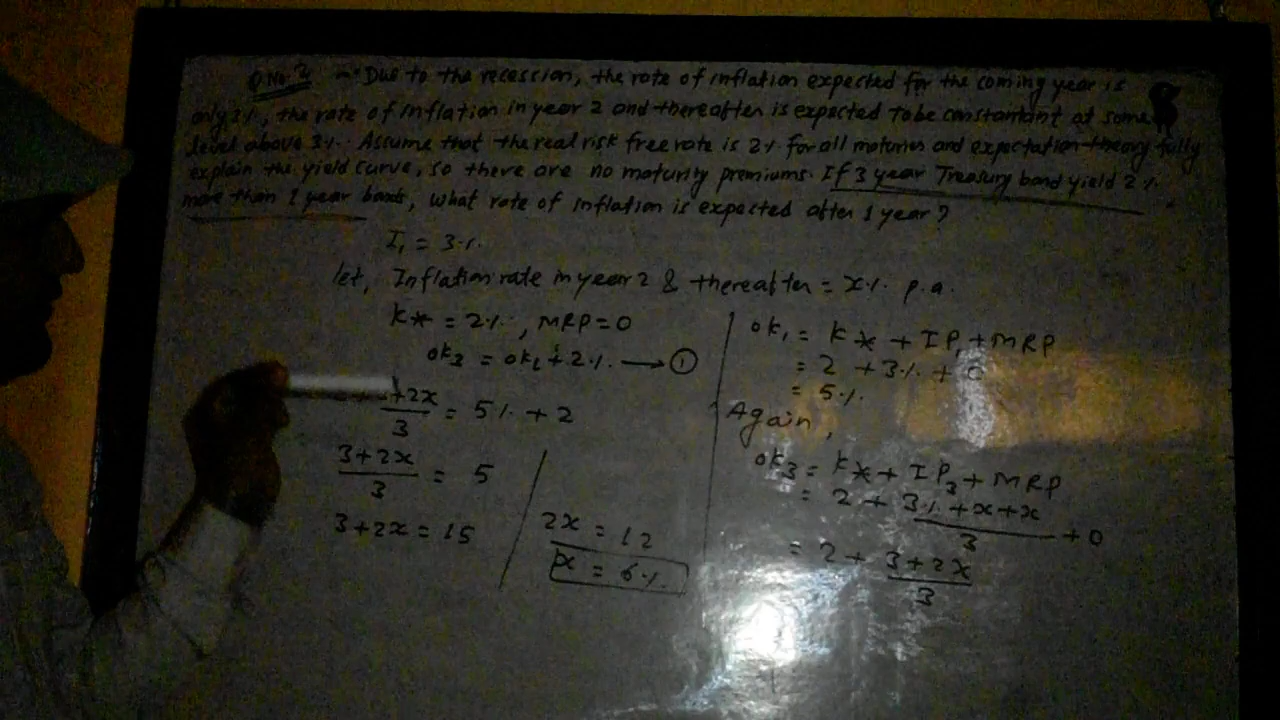 Due to the recession, the rate of inflation expected for the coming year is
only 3%, the rate of Inflation in year 2 and thereafter is expected to be constantant at some
level above 3%. Assume that the real risk free rate is 2% for all maturies and expectation theory fully
explain the yield curve, so there are no maturity premiums. If 3 year Treasury bond yield 2%
more than 1 year bonds, what rate of inflation is expected after 1 year?
I₁ = 3%
let, Inflation rate in year 2 & thereafter = x% p.a.
k* = 2%, MRP = 0
ok₃ = ok₁ + 2% → ①
+2x/3 = 5% + 2
(3+2x)/3 = 5
3+2x = 15
2x = 12
x = 6%
ok₁ = k* + IP₁ + MRP
= 2 + 3% + 0
= 5%
Again,
ok₃ = k* + IP₃ + MRP
= 2 + (3% + x + x)/3 + 0
= 2 + (3+2x)/3